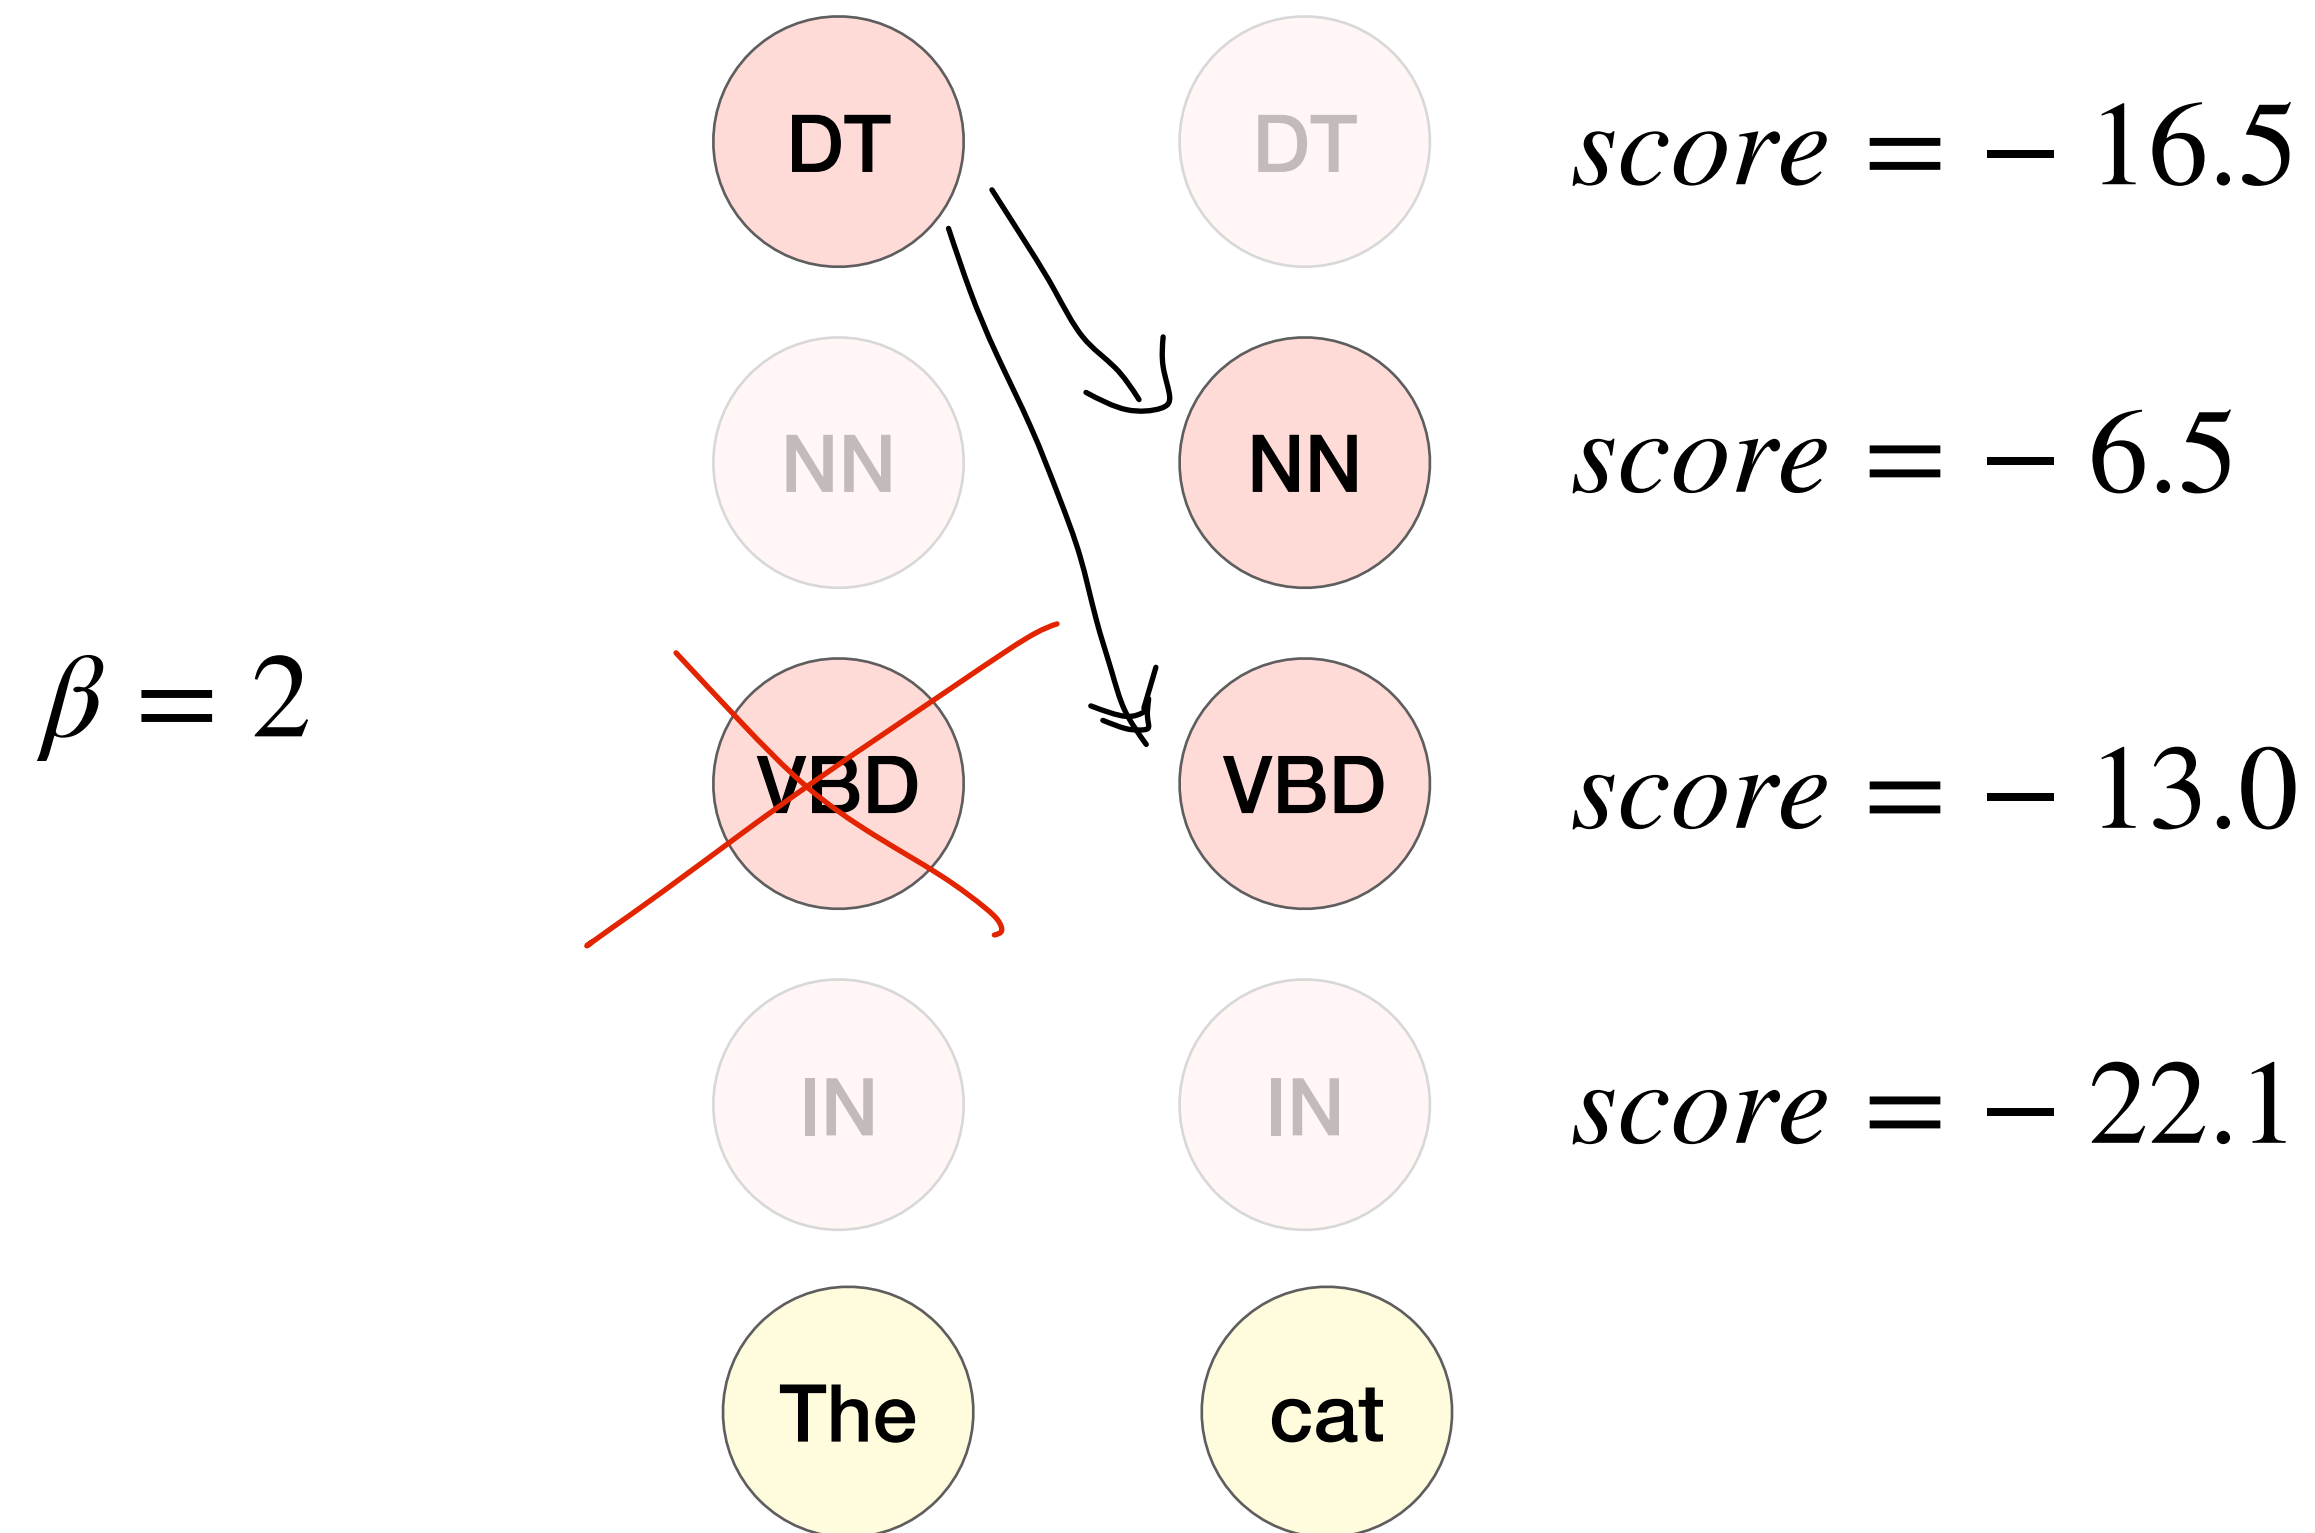 DT DT score = − 16.5
NN NN score = − 6.5
β = 2
VBD VBD score = − 13.0
IN IN score = − 22.1
The cat